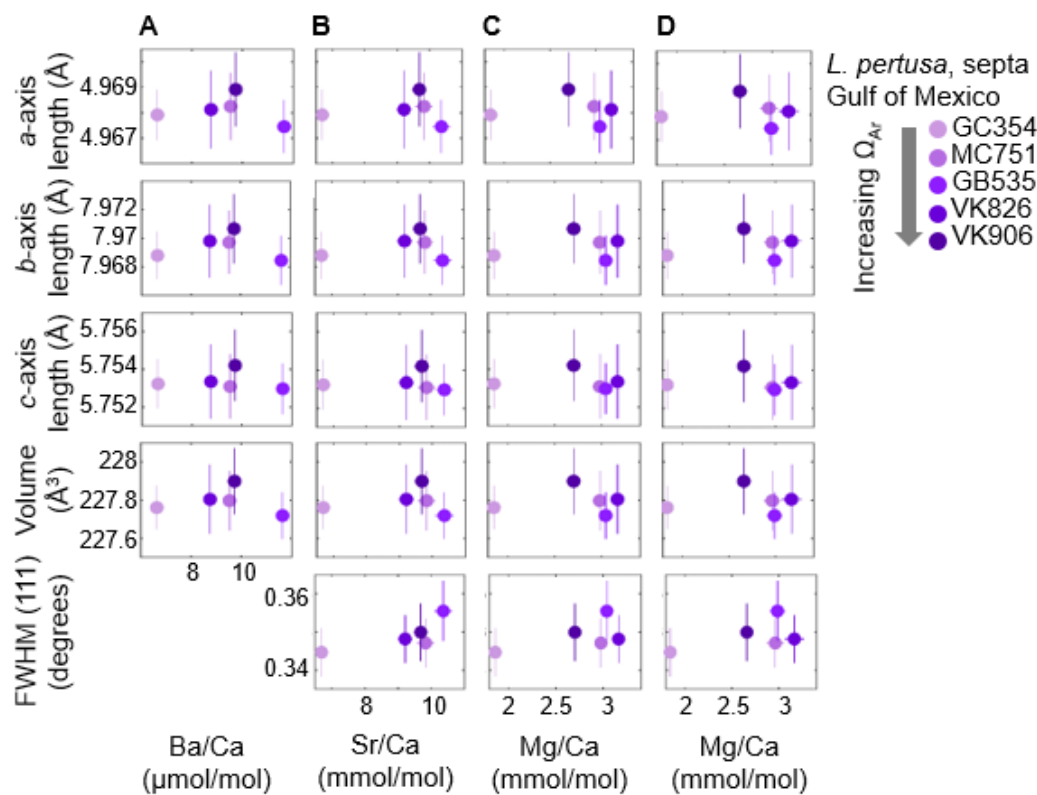 A B C D
a-axis
length (Å)
4.969
4.967
b-axis
length (Å)
7.972
7.97
7.968
c-axis
length (Å)
5.756
5.754
5.752
Volume
(Å³)
228
227.8
227.6
8 10
FWHM (111)
(degrees)
0.36
0.34
8 10
2 3
2 2.5 3
Ba/Ca
(μmol/mol)
Sr/Ca
(mmol/mol)
Mg/Ca
(mmol/mol)
Mg/Ca
(mmol/mol)
L. pertusa, septa
Gulf of Mexico
Increasing ΩAr
GC354
MC751
GB535
VK826
VK906